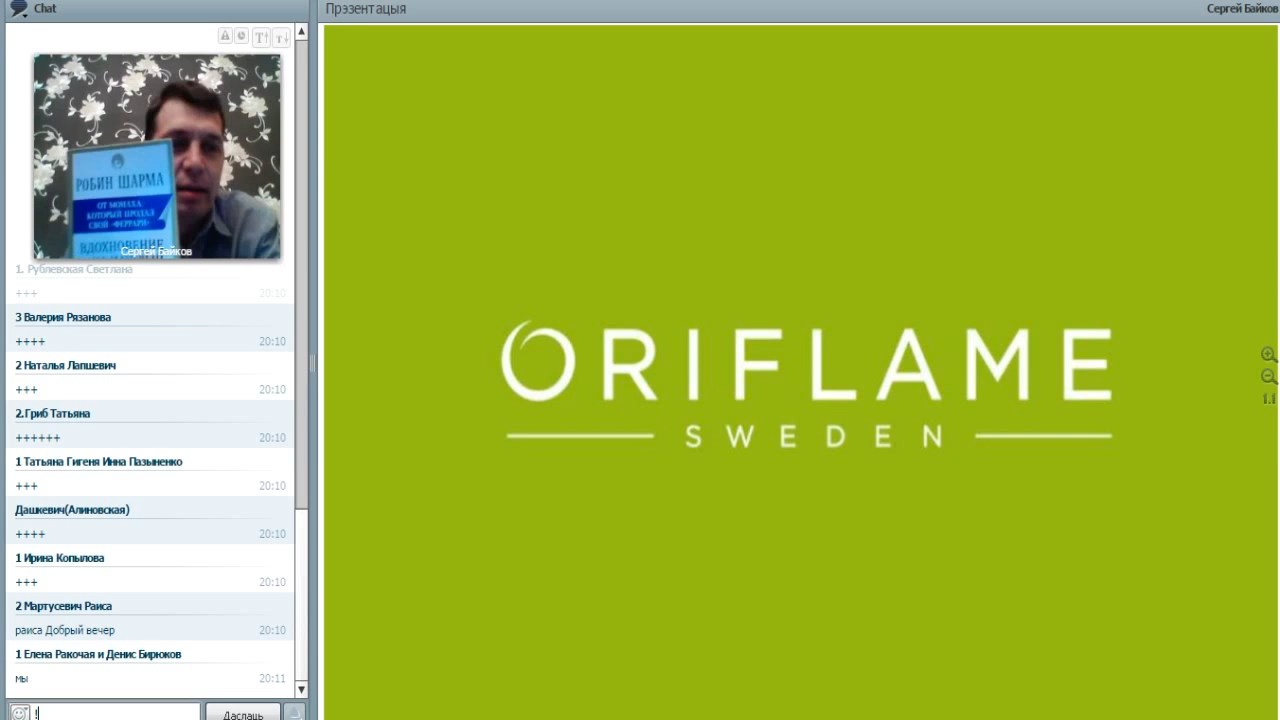 Chat
Прэзентацыя
Сергей Байков
РОБИН ШАРМА
ОТ МОНАХА,
КОТОРЫЙ ПРОДАЛ
СВОЙ «ФЕРРАРИ»
ВДОХНОВЕНИЕ
Сергей Байков
1. Рублевская Светлана
+++ 20:10
3 Валерия Рязанова
++++ 20:10
2 Наталья Лапшевич
+++ 20:10
2.Гриб Татьяна
++++++ 20:10
1 Татьяна Гигеня Инна Пазыненко
+++ 20:10
Дашкевич(Алиновская)
++++ 20:10
1 Ирина Копылова
+++ 20:10
2 Мартусевич Раиса
раиса Добрый вечер 20:10
1 Елена Ракочая и Денис Бирюков
мы 20:11
!
Даслаць
ORIFLAME
SWEDEN
1:1